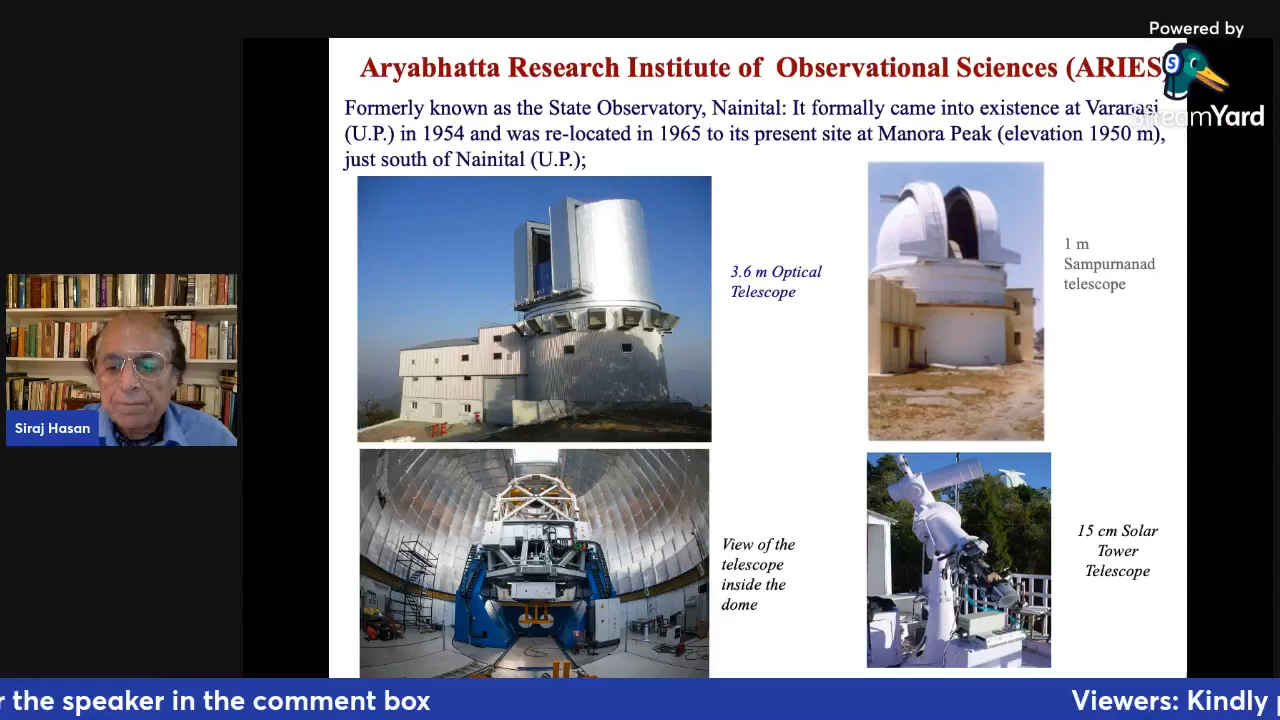 Powered by
StreamYard
Aryabhatta Research Institute of Observational Sciences (ARIES)
Formerly known as the State Observatory, Nainital: It formally came into existence at Varanasi
(U.P.) in 1954 and was re-located in 1965 to its present site at Manora Peak (elevation 1950 m),
just south of Nainital (U.P.);
3.6 m Optical
Telescope
1 m
Sampurnanad
telescope
View of the
telescope
inside the
dome
15 cm Solar
Tower
Telescope
Siraj Hasan
r the speaker in the comment box
Viewers: Kindly p